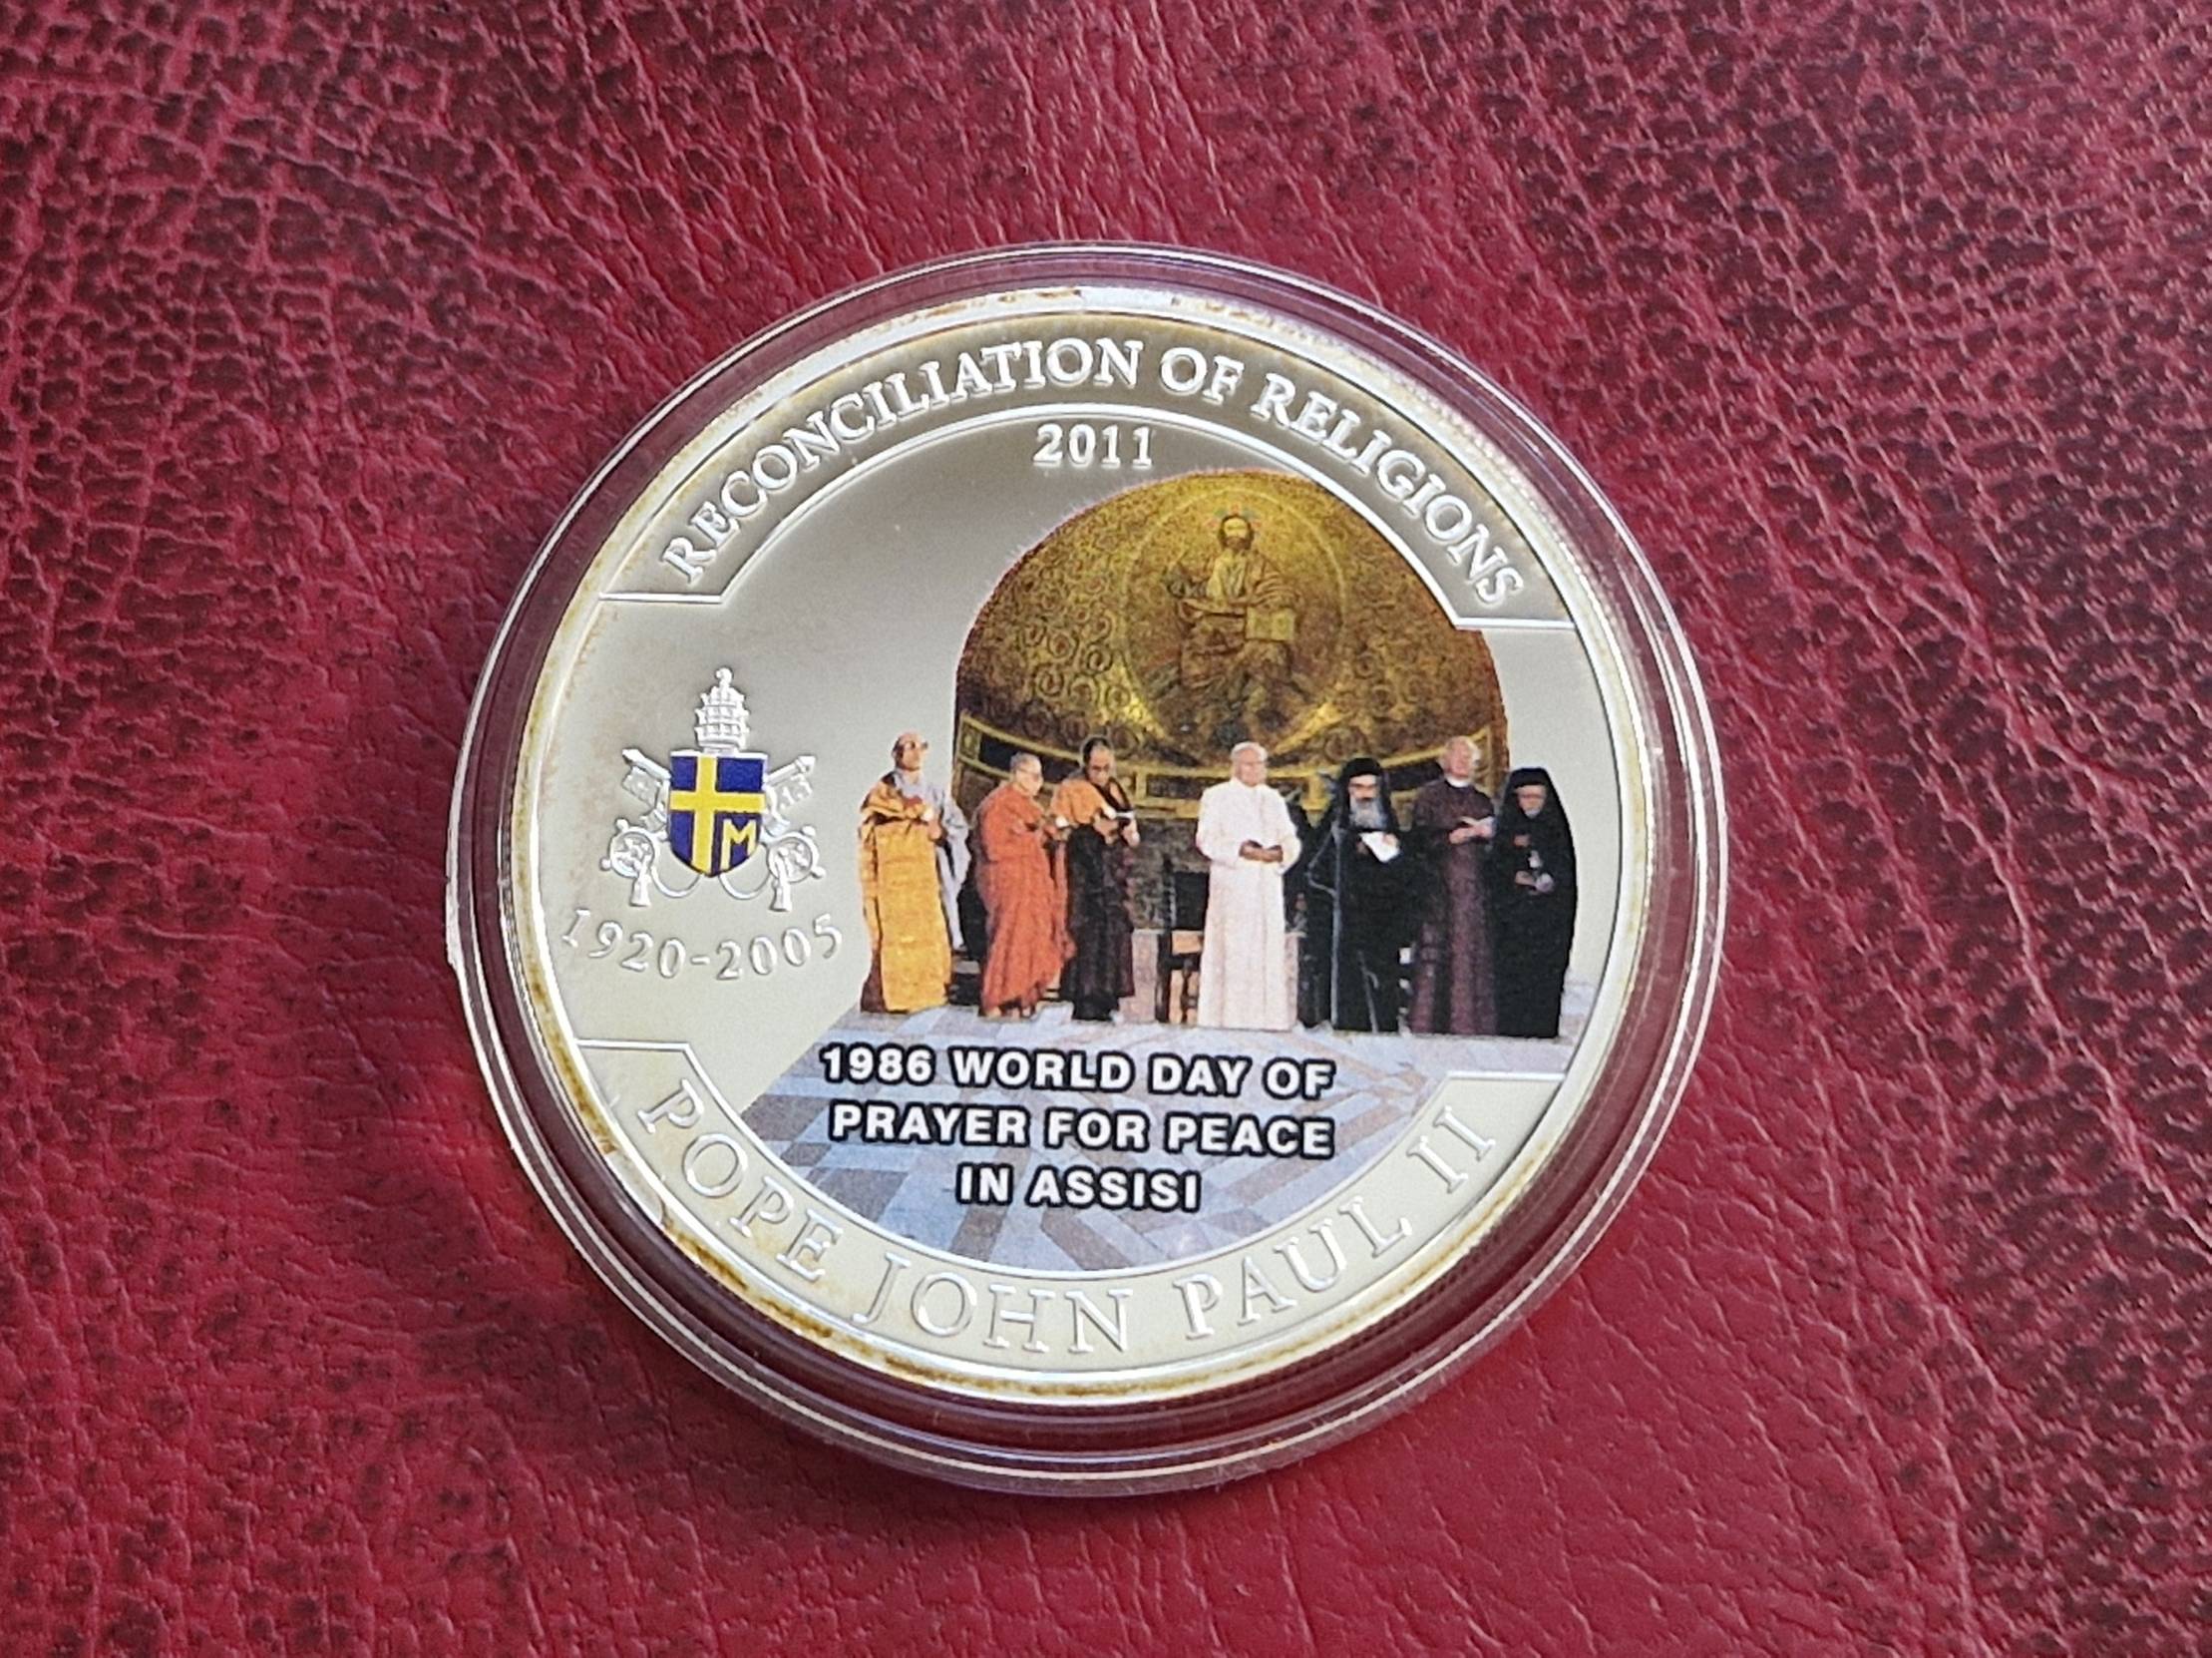 RECONCILIATION OF RELIGIONS
2011
M
1920-2005
1986 WORLD DAY OF
PRAYER FOR PEACE
IN ASSISI
POPE JOHN PAUL II